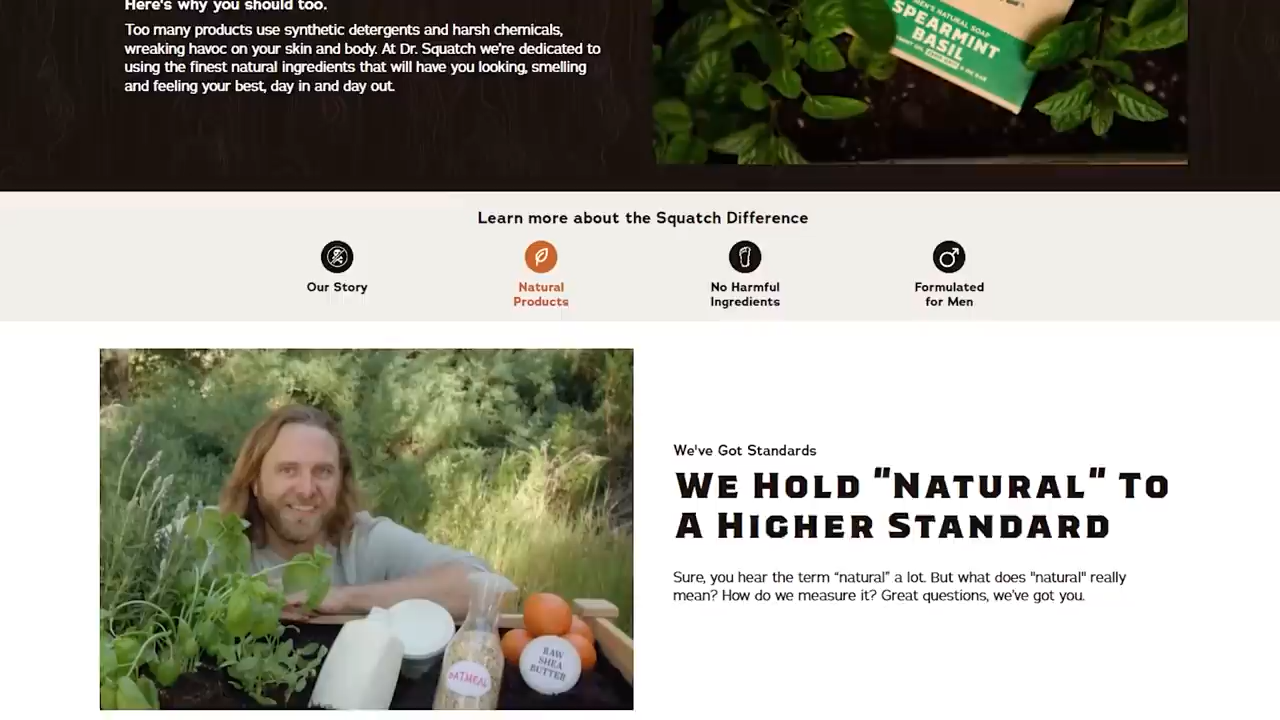 Here's why you should too.
Too many products use synthetic detergents and harsh chemicals,
wreaking havoc on your skin and body. At Dr. Squatch we're dedicated to
using the finest natural ingredients that will have you looking, smelling
and feeling your best, day in and day out.
MEN'S NATURAL SOAP
SPEARMINT
BASIL
Learn more about the Squatch Difference
Our Story
Natural
Products
No Harmful
Ingredients
Formulated
for Men
We've Got Standards
We Hold "Natural" To
A Higher Standard
Sure, you hear the term “natural” a lot. But what does "natural" really
mean? How do we measure it? Great questions, we’ve got you.
OATMEAL
RAW
SHEA
BUTTER